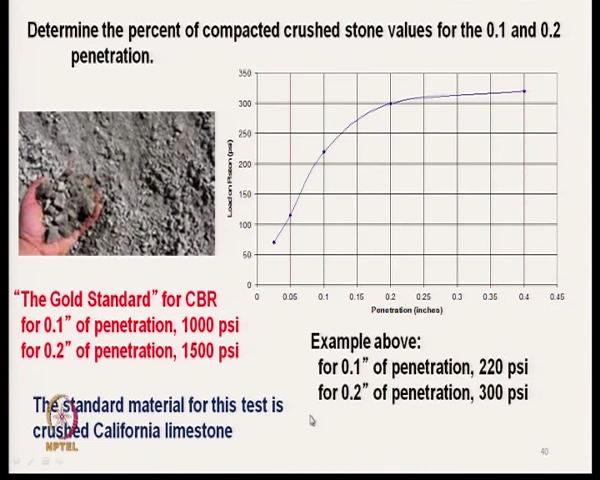 Determine the percent of compacted crushed stone values for the 0.1 and 0.2
penetration.
350
300
250
200
150
100
50
0
Load on Piston (psi)
0 0.05 0.1 0.15 0.2 0.25 0.3 0.35 0.4 0.45
Penetration (inches)
“The Gold Standard” for CBR
for 0.1” of penetration, 1000 psi
for 0.2” of penetration, 1500 psi
Example above:
for 0.1” of penetration, 220 psi
for 0.2” of penetration, 300 psi
The standard material for this test is
crushed California limestone
NPTEL
40